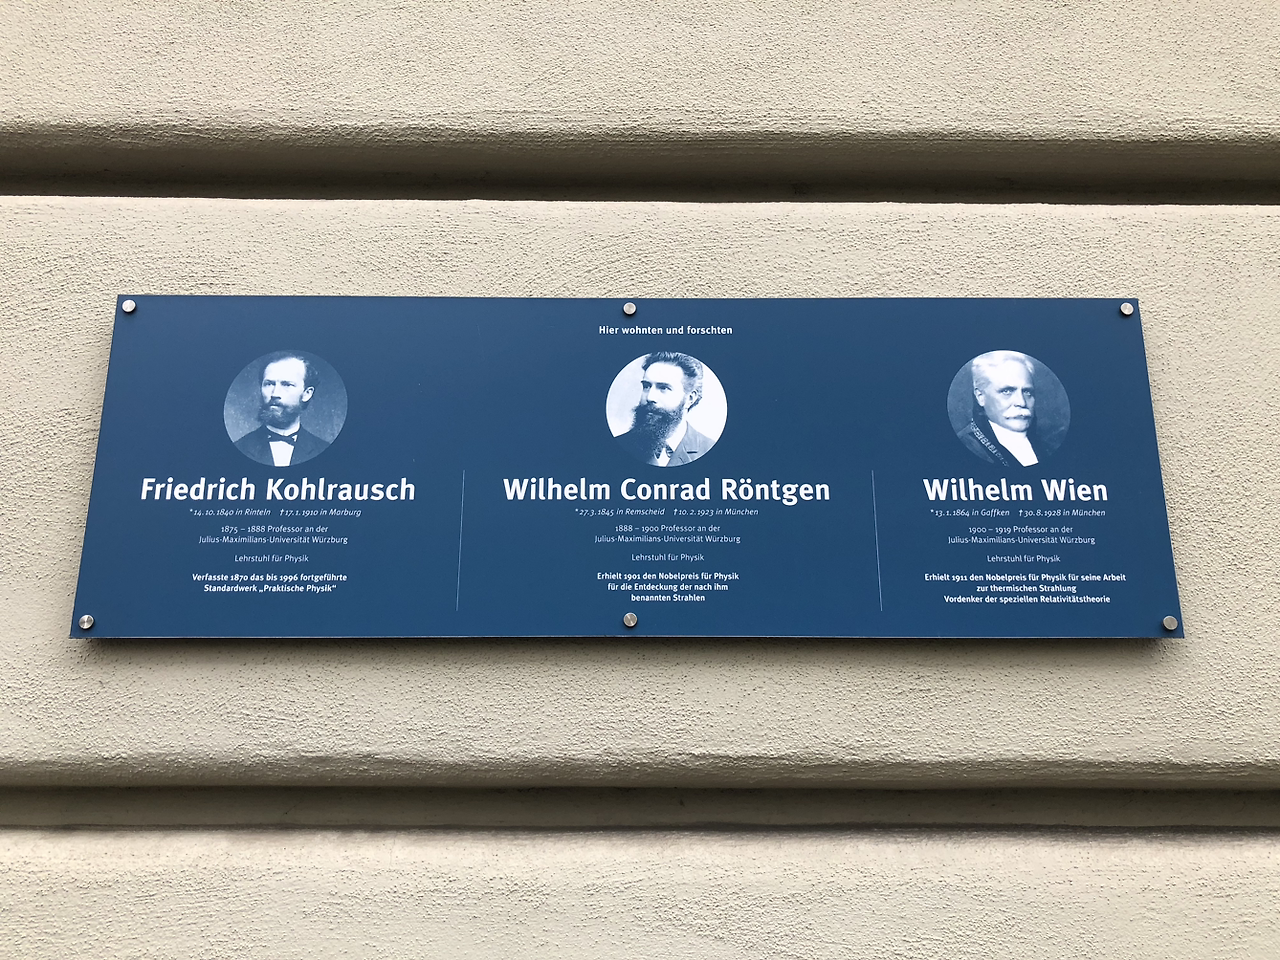 Hier wohnten und forschten
Friedrich Kohlrausch
*14.10.1840 in Rinteln †17.1.1910 in Marburg
1875 – 1888 Professor an der
Julius-Maximilians-Universität Würzburg
Lehrstuhl für Physik
Verfasste 1870 das bis 1996 fortgeführte
Standardwerk „Praktische Physik“
Wilhelm Conrad Röntgen
*27.3.1845 in Remscheid †10.2.1923 in München
1888 – 1900 Professor an der
Julius-Maximilians-Universität Würzburg
Lehrstuhl für Physik
Erhielt 1901 den Nobelpreis für Physik
für die Entdeckung der nach ihm
benannten Strahlen
Wilhelm Wien
*13.1.1864 in Gaffken †30.8.1928 in München
1900 – 1919 Professor an der
Julius-Maximilians-Universität Würzburg
Lehrstuhl für Physik
Erhielt 1911 den Nobelpreis für Physik für seine Arbeit
zur thermischen Strahlung
Vordenker der speziellen Relativitätstheorie